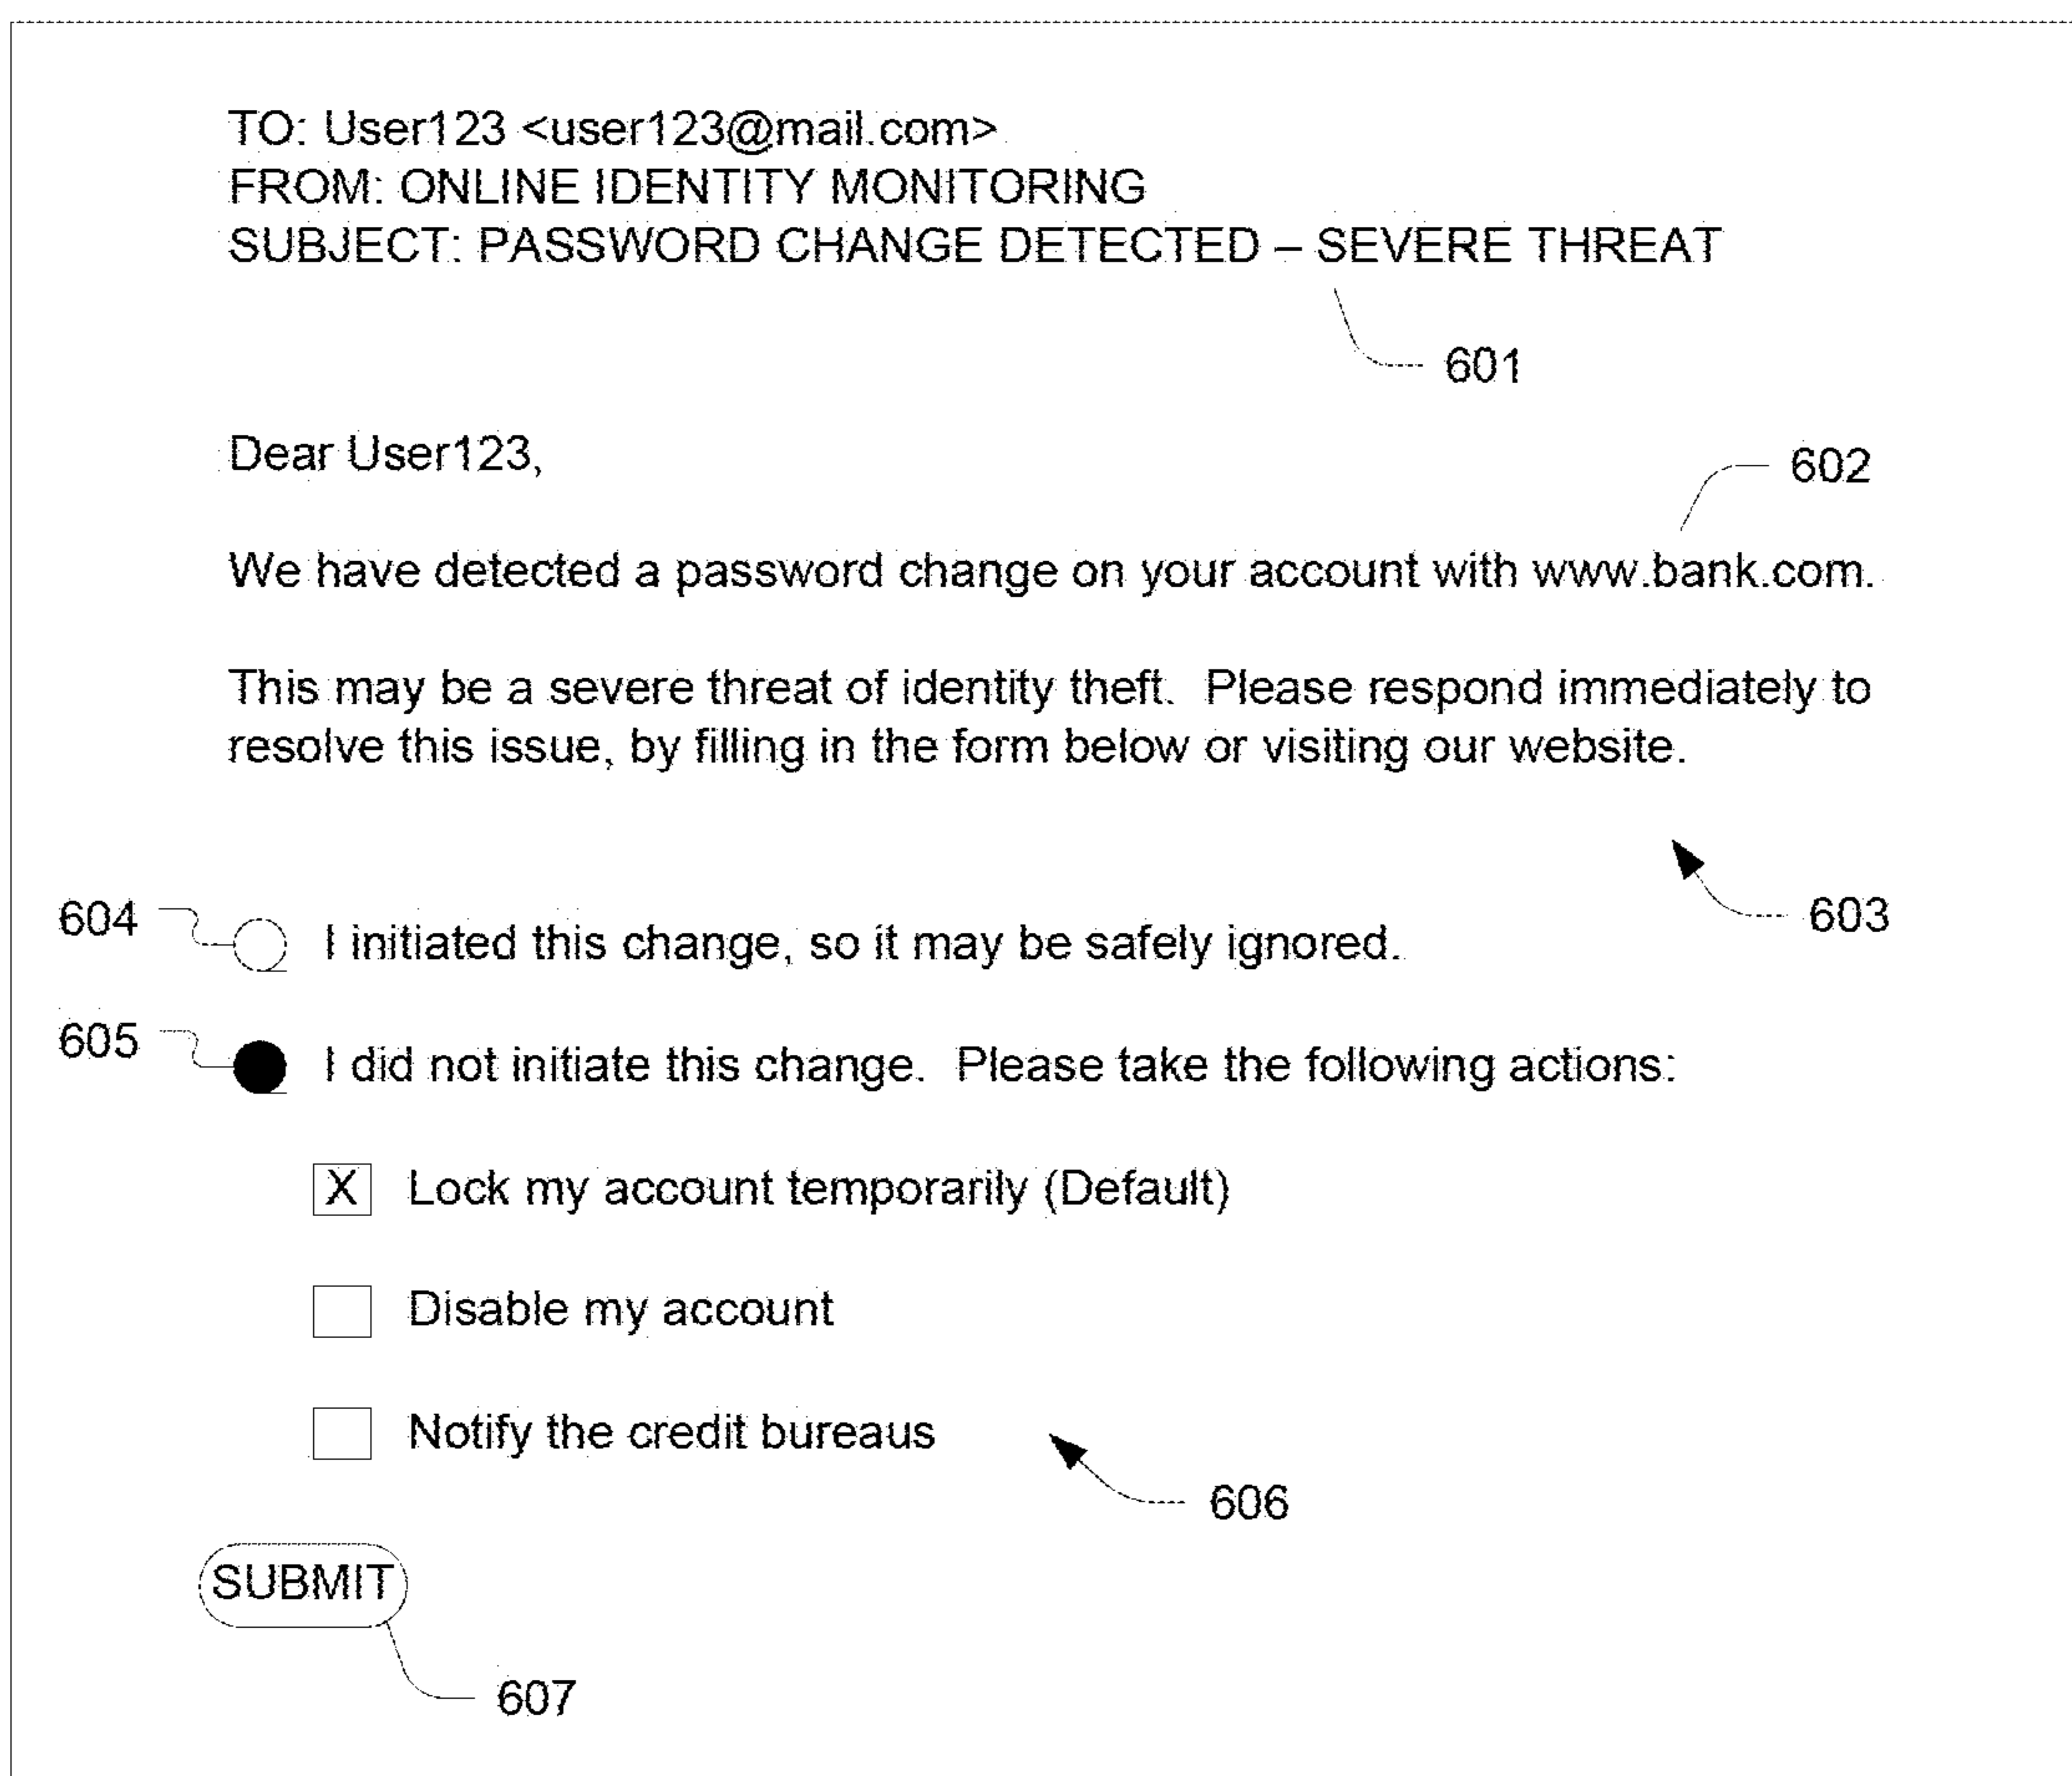 TO: User123 <user123@mail.com>
FROM: ONLINE IDENTITY MONITORING
SUBJECT: PASSWORD CHANGE DETECTED – SEVERE THREAT
601
Dear User123,
602
We have detected a password change on your account with www.bank.com.
This may be a severe threat of identity theft.  Please respond immediately to
resolve this issue, by filling in the form below or visiting our website.
603
604
I initiated this change, so it may be safely ignored.
605
I did not initiate this change.  Please take the following actions:
X Lock my account temporarily (Default)
Disable my account
Notify the credit bureaus
606
SUBMIT
607